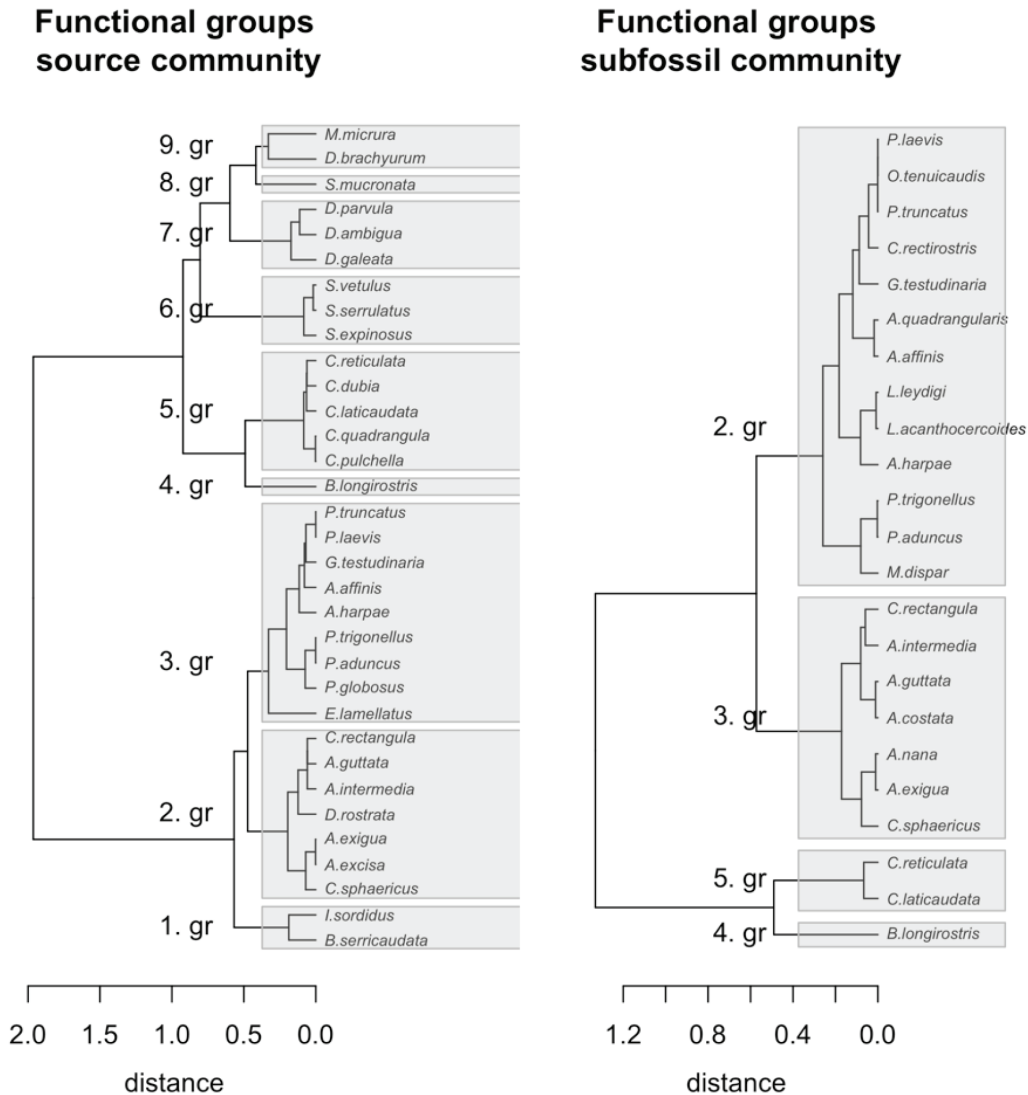 Functional groups
source community
9. gr
M.micrura
D.brachyurum
8. gr
S.mucronata
7. gr
D.parvula
D.ambigua
D.galeata
6. gr
S.vetulus
S.serrulatus
S.expinosus
5. gr
C.reticulata
C.dubia
C.laticaudata
C.quadrangula
C.pulchella
4. gr
B.longirostris
3. gr
P.truncatus
P.laevis
G.testudinaria
A.affinis
A.harpae
P.trigonellus
P.aduncus
P.globosus
E.lamellatus
2. gr
C.rectangula
A.guttata
A.intermedia
D.rostrata
A.exigua
A.excisa
C.sphaericus
1. gr
I.sordidus
B.serricaudata
2.0 1.5 1.0 0.5 0.0
distance
Functional groups
subfossil community
2. gr
P.laevis
O.tenuicaudis
P.truncatus
C.rectirostris
G.testudinaria
A.quadrangularis
A.affinis
L.leydigi
L.acanthocercoides
A.harpae
P.trigonellus
P.aduncus
M.dispar
3. gr
C.rectangula
A.intermedia
A.guttata
A.costata
A.nana
A.exigua
C.sphaericus
5. gr
C.reticulata
C.laticaudata
4. gr
B.longirostris
1.2 0.8 0.4 0.0
distance